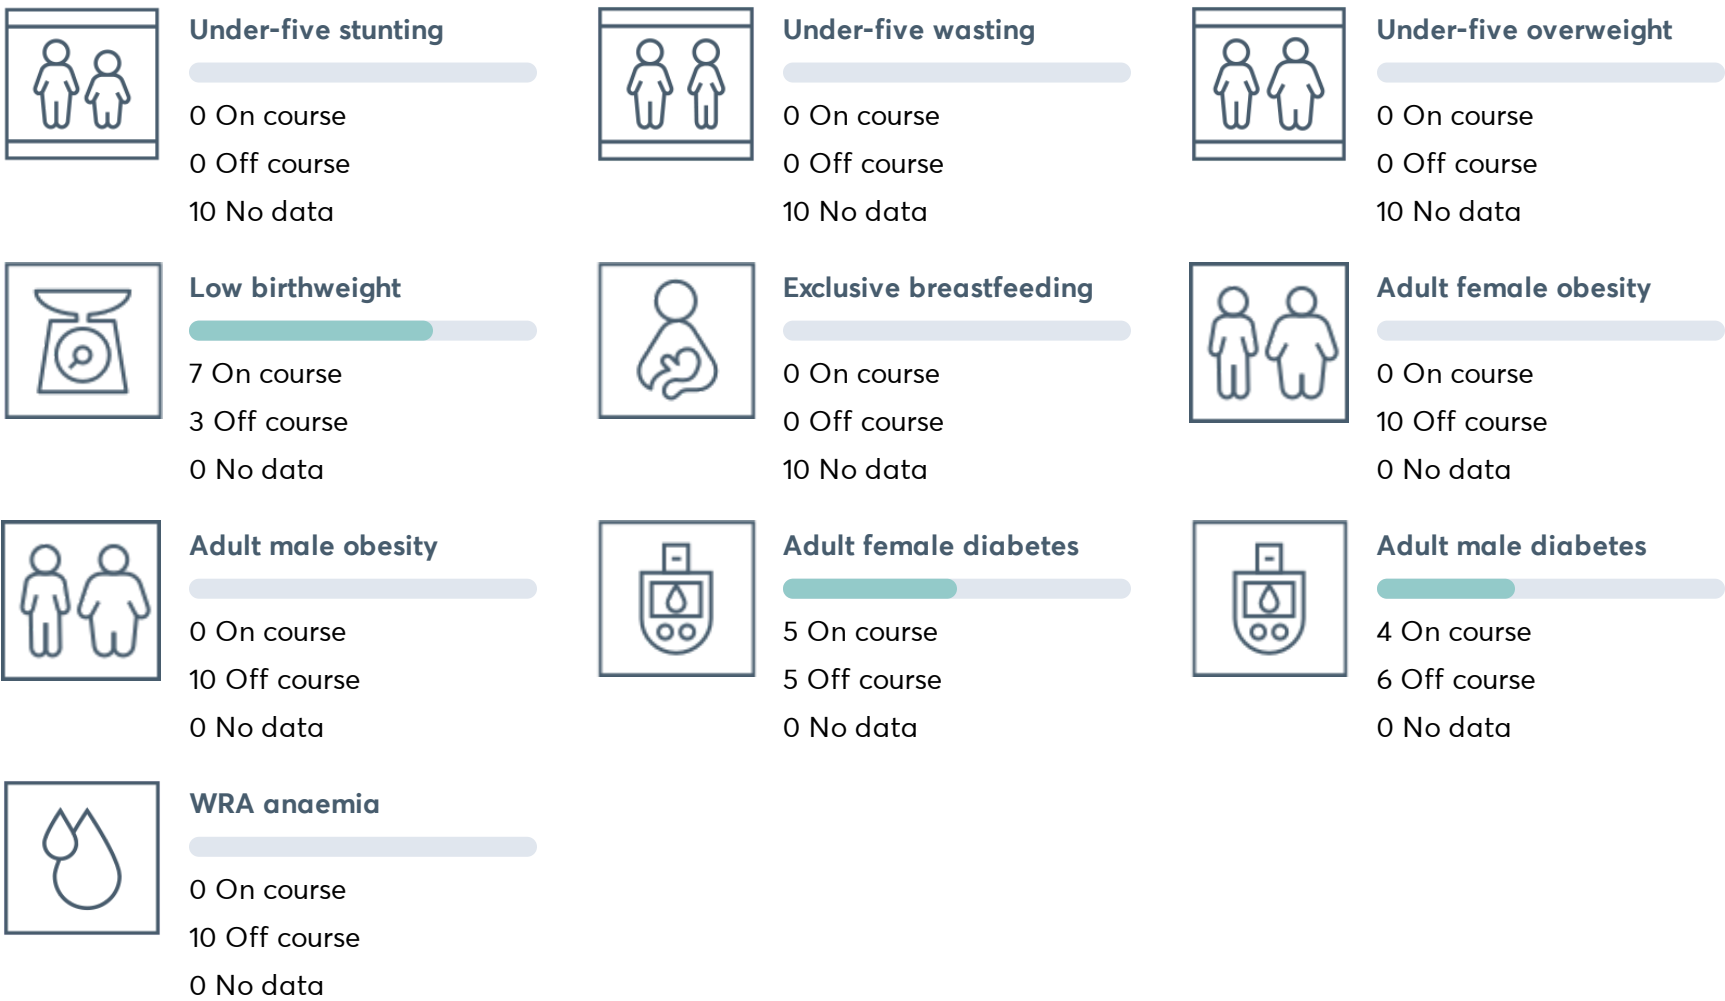 Under-five stunting
0 On course
0 Off course
10 No data
Under-five wasting
0 On course
0 Off course
10 No data
Under-five overweight
0 On course
0 Off course
10 No data
Low birthweight
7 On course
3 Off course
0 No data
Exclusive breastfeeding
0 On course
0 Off course
10 No data
Adult female obesity
0 On course
10 Off course
0 No data
Adult male obesity
0 On course
10 Off course
0 No data
Adult female diabetes
5 On course
5 Off course
0 No data
Adult male diabetes
4 On course
6 Off course
0 No data
WRA anaemia
0 On course
10 Off course
0 No data